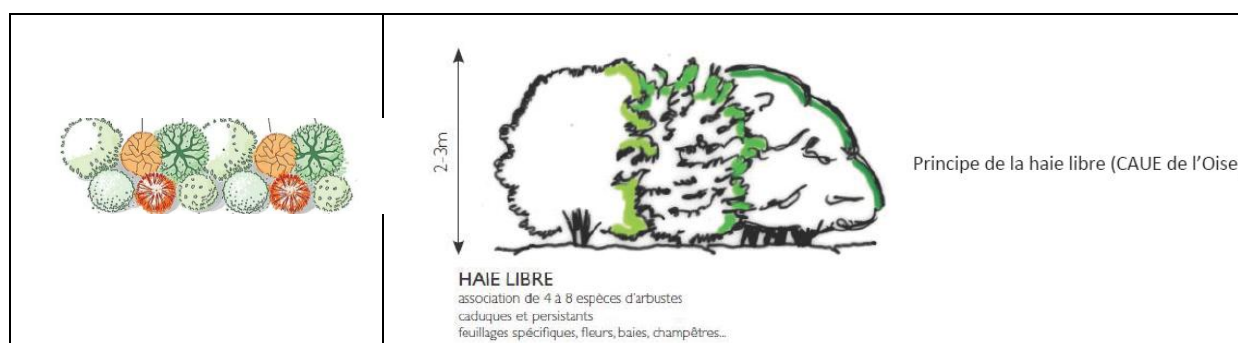 2-3m
HAIE LIBRE
association de 4 à 8 espèces d'arbustes
caduques et persistants
feuillages spécifiques, fleurs, baies, champêtres...
Principe de la haie libre (CAUE de l'Oise